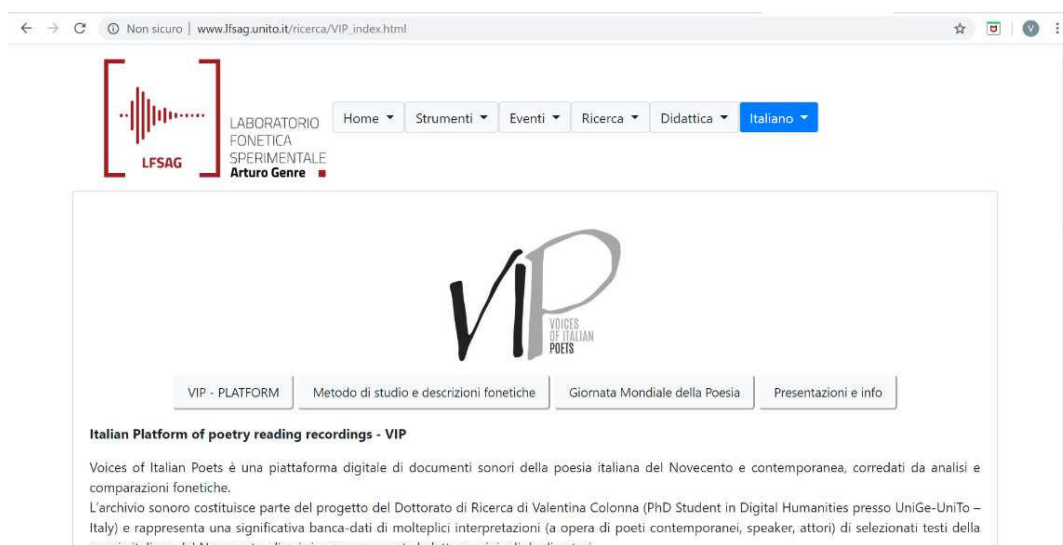 Non sicuro | www.lfsag.unito.it/ricerca/VIP_index.html
V
LFSAG
LABORATORIO
FONETICA
SPERIMENTALE
Arturo Genre
Home Strumenti Eventi Ricerca Didattica Italiano
VIP
VOICES
OF ITALIAN
POETS
VIP - PLATFORM Metodo di studio e descrizioni fonetiche Giornata Mondiale della Poesia Presentazioni e info
Italian Platform of poetry reading recordings - VIP
Voices of Italian Poets è una piattaforma digitale di documenti sonori della poesia italiana del Novecento e contemporanea, corredati da analisi e
comparazioni fonetiche.
L'archivio sonoro costituisce parte del progetto del Dottorato di Ricerca di Valentina Colonna (PhD Student in Digital Humanities presso UniGe-UniTo –
Italy) e rappresenta una significativa banca-dati di molteplici interpretazioni (a opera di poeti contemporanei, speaker, attori) di selezionati testi della